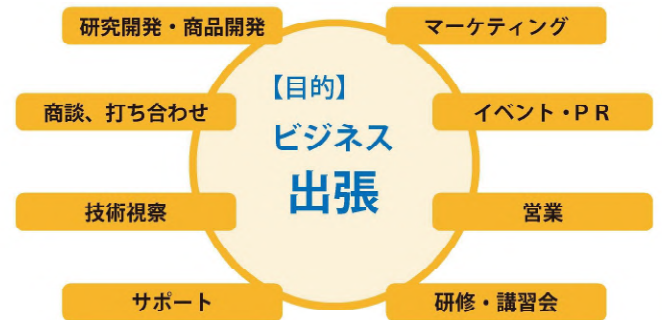 研究開発・商品開発
マーケティング
【目的】
ビジネス
出張
商談、打ち合わせ
イベント・ＰＲ
技術視察
営業
サポート
研修・講習会